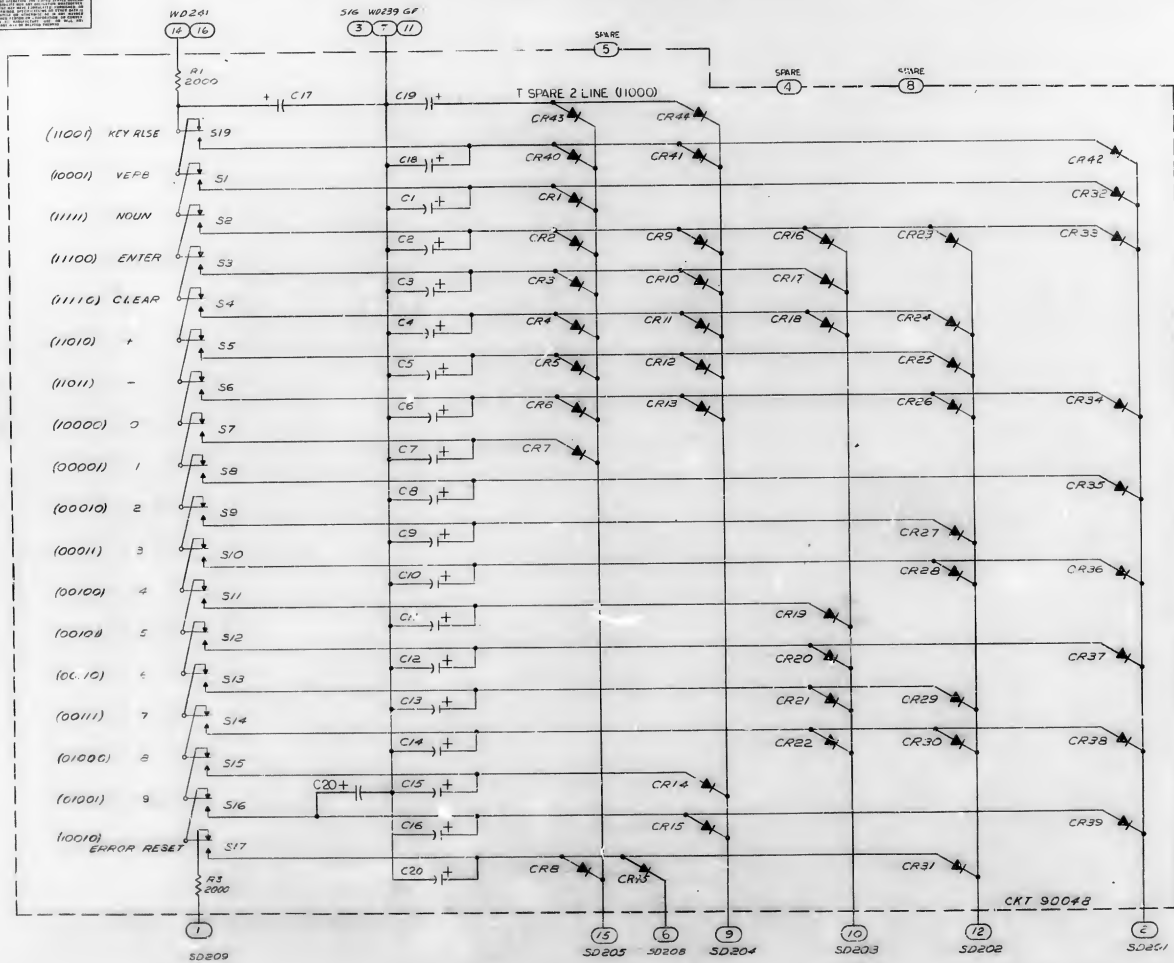 WD241
SIG WD239 GF
14 16
3 7 11
SPARE
5
SPARE
4
SPARE
8
R1
2000
+ C17
C19 +
T SPARE 2 LINE (11000)
CR43
CR44
(11001) KEY RLSE
S19
C18 +
CR40
CR41
CR42
(10001) VERB
S1
C1 +
CR1
CR32
(11111) NOUN
S2
C2 +
CR2
CR9
CR16
CR23
CR33
(11100) ENTER
S3
C3 +
CR3
CR10
CR17
(11110) CLEAR
S4
C4 +
CR4
CR11
CR18
CR24
(11010) +
S5
C5 +
CR5
CR12
CR25
(11011) -
S6
C6 +
CR6
CR13
CR26
CR34
(10000) 0
S7
C7 +
CR7
(00001) 1
S8
C8 +
CR35
(00010) 2
S9
C9 +
CR27
(00011) 3
S10
C10 +
CR28
CR36
(00100) 4
S11
+
CR19
(00101) 5
S12
C12 +
CR20
CR37
6
S13
C13 +
CR21
CR29
(00111) 7
S14
C14 +
CR22
CR30
CR38
(01000) 8
S15
C20+
C15 +
CR14
(01001) 9
S16
C16 +
CR15
CR39
(10010)
ERROR RESET
S17
C20 +
CR8
CR31
R3
2000
CKT 90048
1
15
6
9
10
12
2
SD209
SD205
SD208
SD204
SD203
SD202
SD201